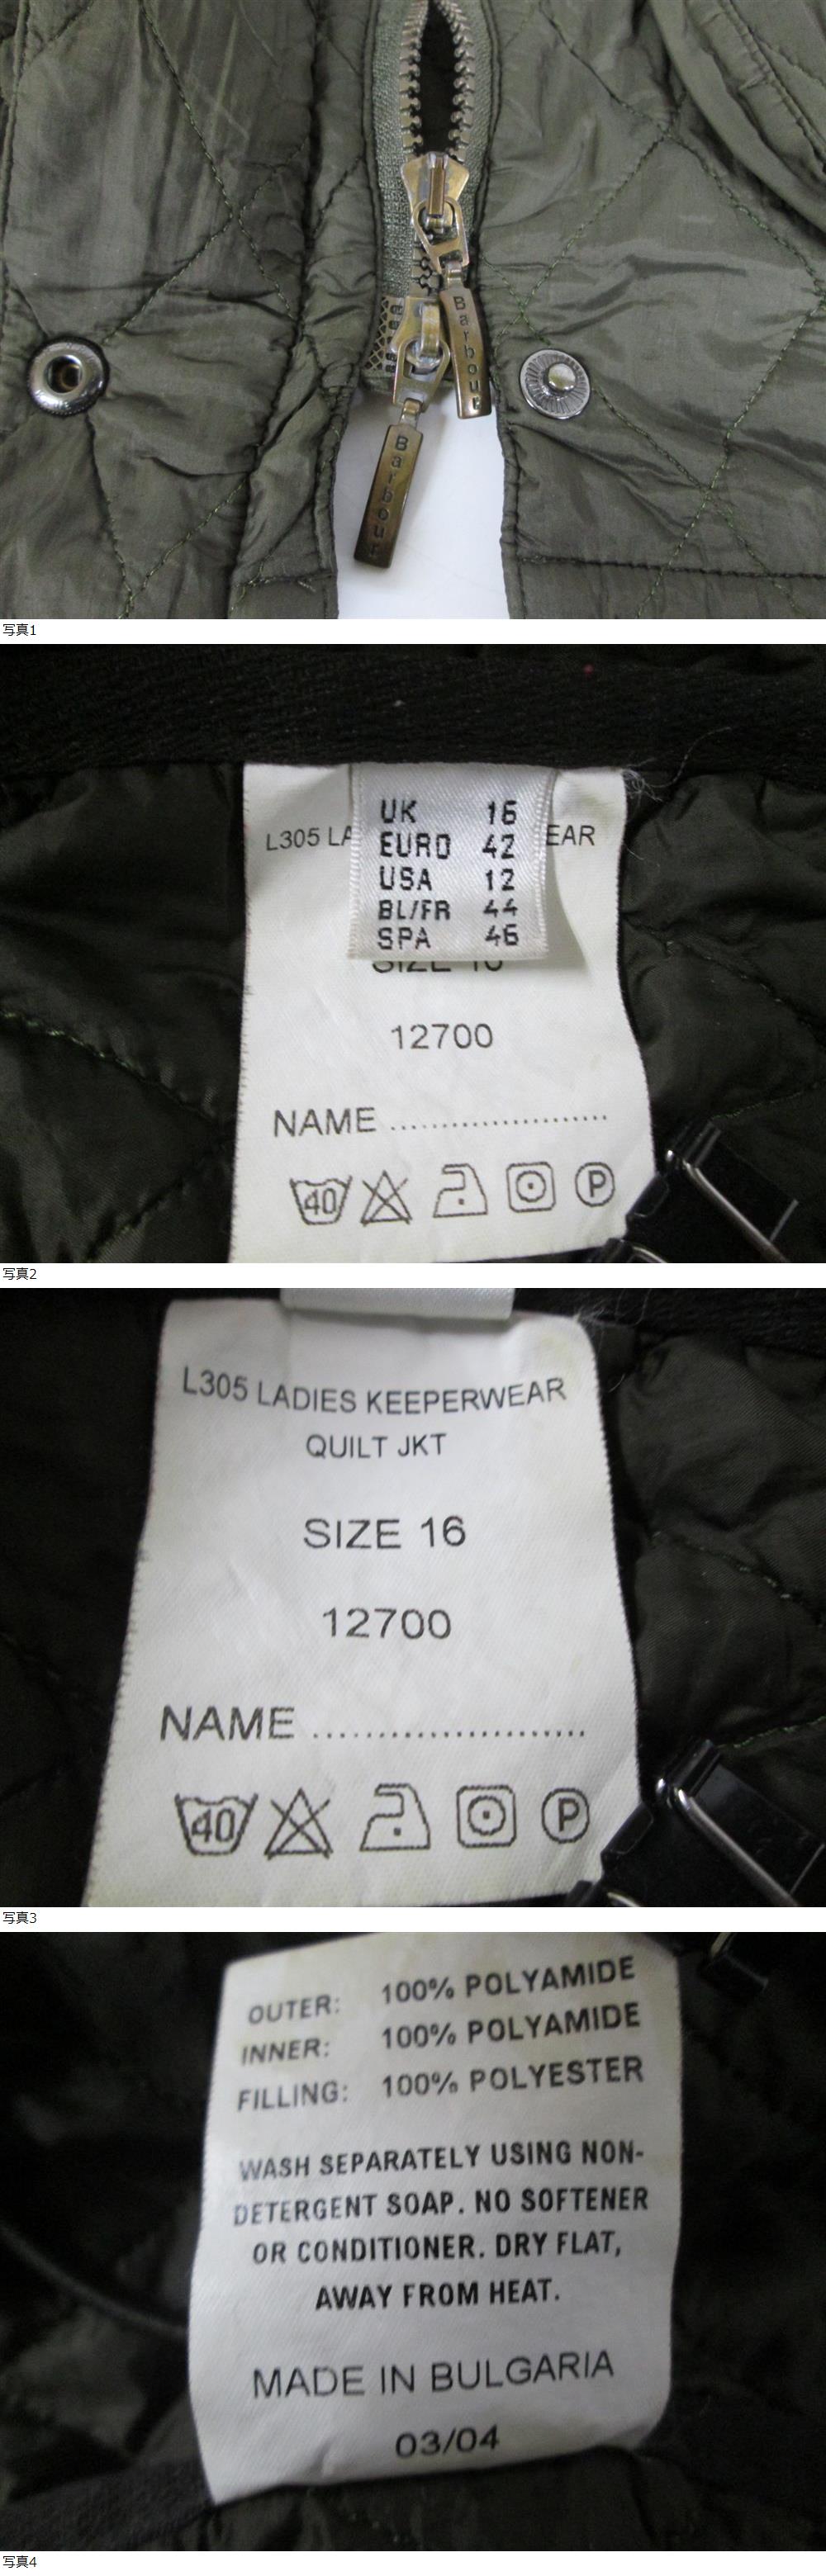 Barbour
Barbour
写真1
L305 LA
EAR
UK 16
EURO 42
USA 12
BL/FR 44
SPA 46
SIZE 16
12700
NAME ......................
40
P
写真2
L305 LADIES KEEPERWEAR
QUILT JKT
SIZE 16
12700
NAME ......................
40
P
写真3
OUTER: 100% POLYAMIDE
INNER: 100% POLYAMIDE
FILLING: 100% POLYESTER
WASH SEPARATELY USING NON-
DETERGENT SOAP. NO SOFTENER
OR CONDITIONER. DRY FLAT,
AWAY FROM HEAT.
MADE IN BULGARIA
03/04
写真4